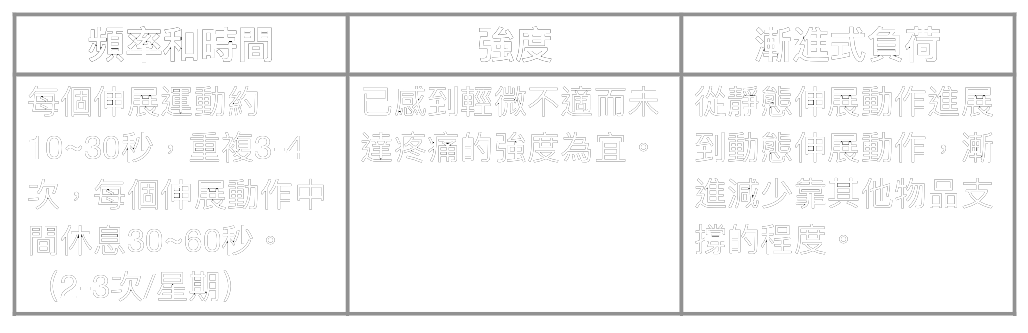 頻率和時間
強度
漸進式負荷
每個伸展運動約
10~30秒，重複3-4
次，每個伸展動作中
間休息30~60秒。
（2-3次/星期）
已感到輕微不適而未
達疼痛的強度為宜。
從靜態伸展動作進展
到動態伸展動作，漸
進減少靠其他物品支
撐的程度。